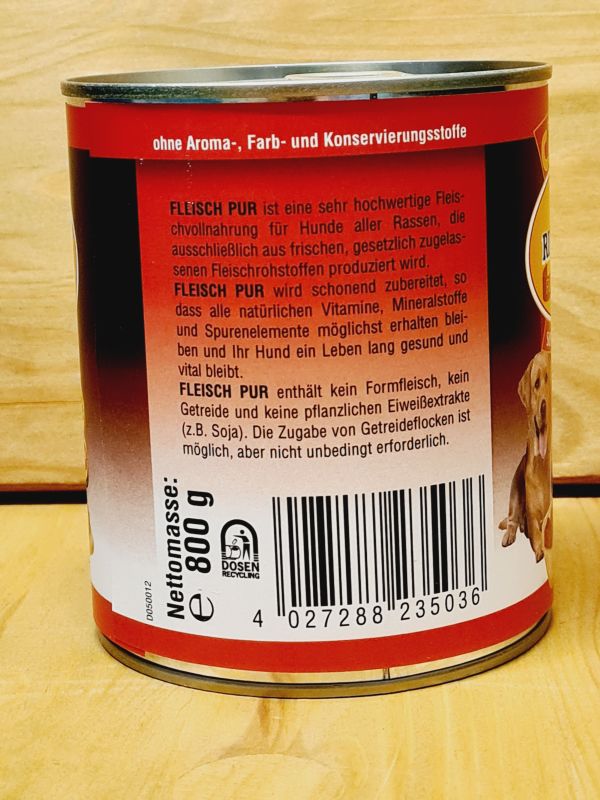 ohne Aroma-, Farb- und Konservierungsstoffe
FLEISCH PUR ist eine sehr hochwertige Fleis-
chvollnahrung für Hunde aller Rassen, die
ausschließlich aus frischen, gesetzlich zugelas-
senen Fleischrohstoffen produziert wird.
FLEISCH PUR wird schonend zubereitet, so
dass alle natürlichen Vitamine, Mineralstoffe
und Spurenelemente möglichst erhalten blei-
ben und Ihr Hund ein Leben lang gesund und
vital bleibt.
FLEISCH PUR enthält kein Formfleisch, kein
Getreide und keine pflanzlichen Eiweißextrakte
(z.B. Soja). Die Zugabe von Getreideflocken ist
möglich, aber nicht unbedingt erforderlich.
D050012
Nettomasse:
e 800 g
DOSEN
RECYCLING
4 027288 235036